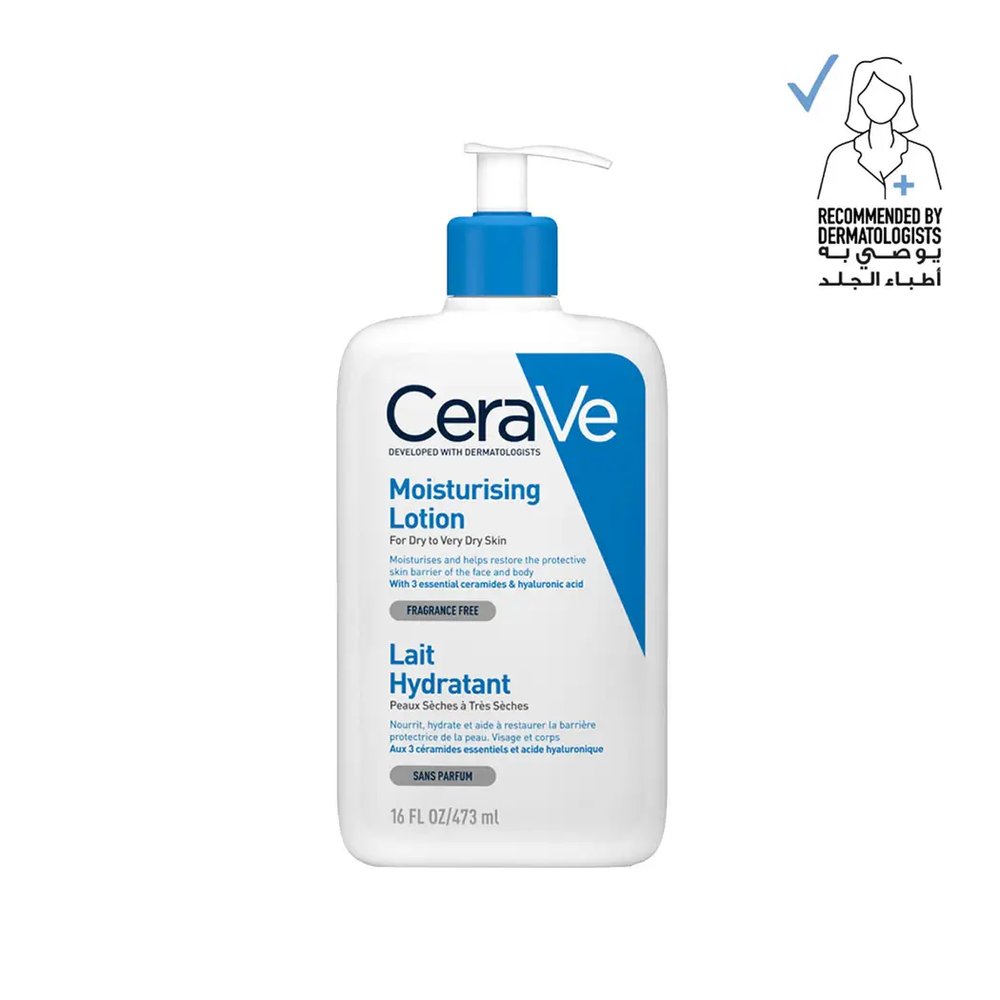 CeraVe
DEVELOPED WITH DERMATOLOGISTS
Moisturising
Lotion
For Dry to Very Dry Skin
Moisturises and helps restore the protective
skin barrier of the face and body
With 3 essential ceramides & hyaluronic acid
FRAGRANCE FREE
Lait
Hydratant
Peaux Sèches à Très Sèches
Nourrit, hydrate et aide à restaurer la barrière
protectrice de la peau. Visage et corps
Aux 3 céramides essentiels et acide hyaluronique
SANS PARFUM
16 FL OZ/473 ml
RECOMMENDED BY
DERMATOLOGISTS
يوصي به
أطباء الجلد